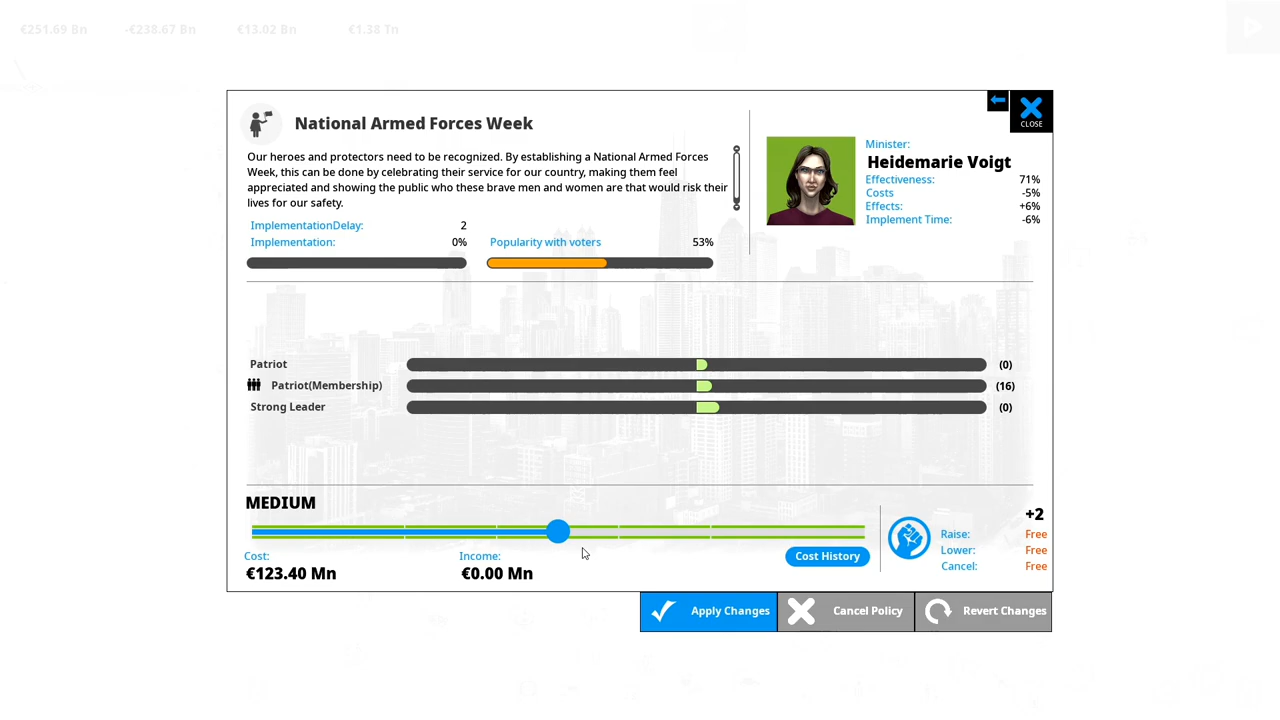 €251.69 Bn -€238.67 Bn €13.02 Bn €1.38 Tn
National Armed Forces Week
CLOSE
Our heroes and protectors need to be recognized. By establishing a National Armed Forces
Week, this can be done by celebrating their service for our country, making them feel
appreciated and showing the public who these brave men and women are that would risk their
lives for our safety.
ImplementationDelay: 2
Implementation: 0%
Popularity with voters 53%
Minister:
Heidemarie Voigt
Effectiveness: 71%
Costs -5%
Effects: +6%
Implement Time: -6%
Patriot (0)
Patriot(Membership) (16)
Strong Leader (0)
MEDIUM
Cost:
€123.40 Mn
Income:
€0.00 Mn
Cost History
+2
Raise: Free
Lower: Free
Cancel: Free
Apply Changes
Cancel Policy
Revert Changes